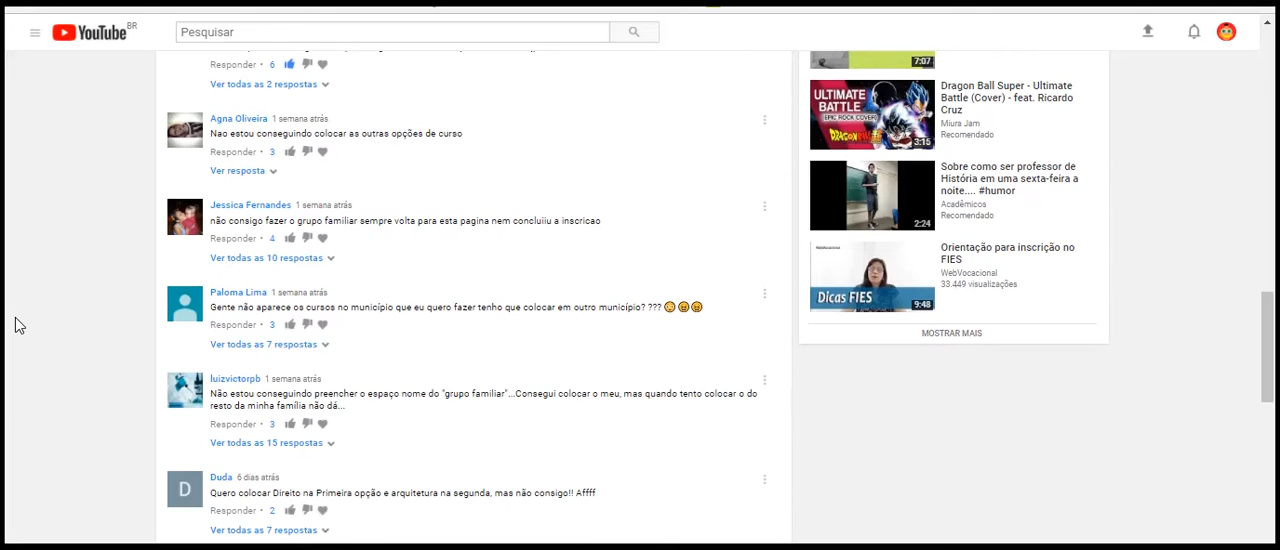 YouTube BR
Pesquisar
Responder · 6
Ver todas as 2 respostas
Agna Oliveira 1 semana atrás
Nao estou conseguindo colocar as outras opções de curso
Responder · 3
Ver resposta
Jessica Fernandes 1 semana atrás
não consigo fazer o grupo familiar sempre volta para esta pagina nem concluiiu a inscricao
Responder · 4
Ver todas as 10 respostas
Paloma Lima 1 semana atrás
Gente não aparece os cursos no município que eu quero fazer tenho que colocar em outro município? ???
Responder · 3
Ver todas as 7 respostas
luizvictorpb 1 semana atrás
Não estou conseguindo preencher o espaço nome do "grupo familiar"...Consegui colocar o meu, mas quando tento colocar o do
resto da minha família não dá...
Responder · 3
Ver todas as 15 respostas
D
Duda 6 dias atrás
Quero colocar Direito na Primeira opção e arquitetura na segunda, mas não consigo!! Affff
Responder · 2
Ver todas as 7 respostas
7:07
ULTIMATE
BATTLE
(EPIC ROCK COVER)
3:15
Dragon Ball Super - Ultimate
Battle (Cover) - feat. Ricardo
Cruz
Miura Jam
Recomendado
2:24
Sobre como ser professor de
História em uma sexta-feira a
noite.... #humor
Acadêmicos
Recomendado
Dicas FIES
9:48
Orientação para inscrição no
FIES
WebVocacional
33.449 visualizações
MOSTRAR MAIS